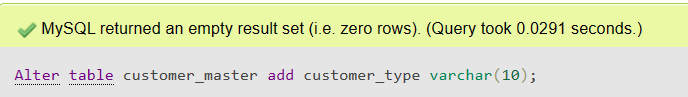 MySQL returned an empty result set (i.e. zero rows). (Query took 0.0291 seconds.)
Alter table customer_master add customer_type varchar(10);